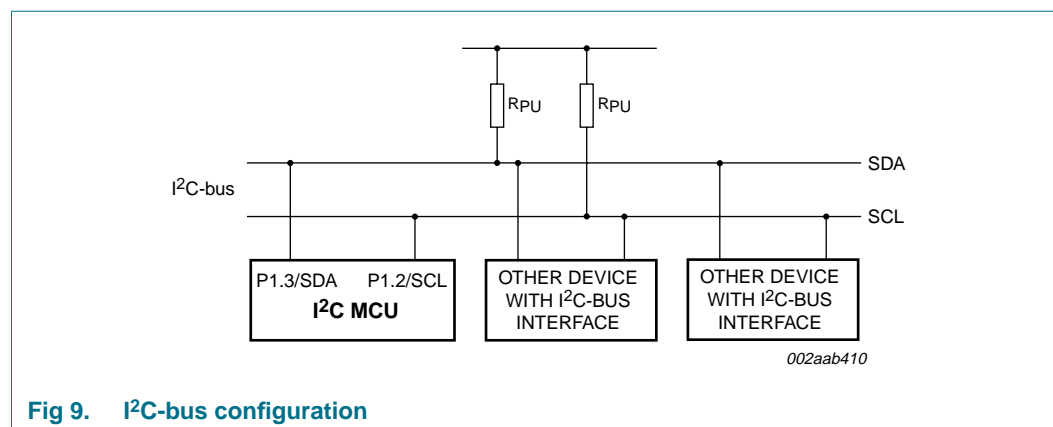 RPU
RPU
SDA
I2C-bus
SCL
P1.3/SDA P1.2/SCL
I2C MCU
OTHER DEVICE
WITH I2C-BUS
INTERFACE
OTHER DEVICE
WITH I2C-BUS
INTERFACE
002aab410
Fig 9. I2C-bus configuration